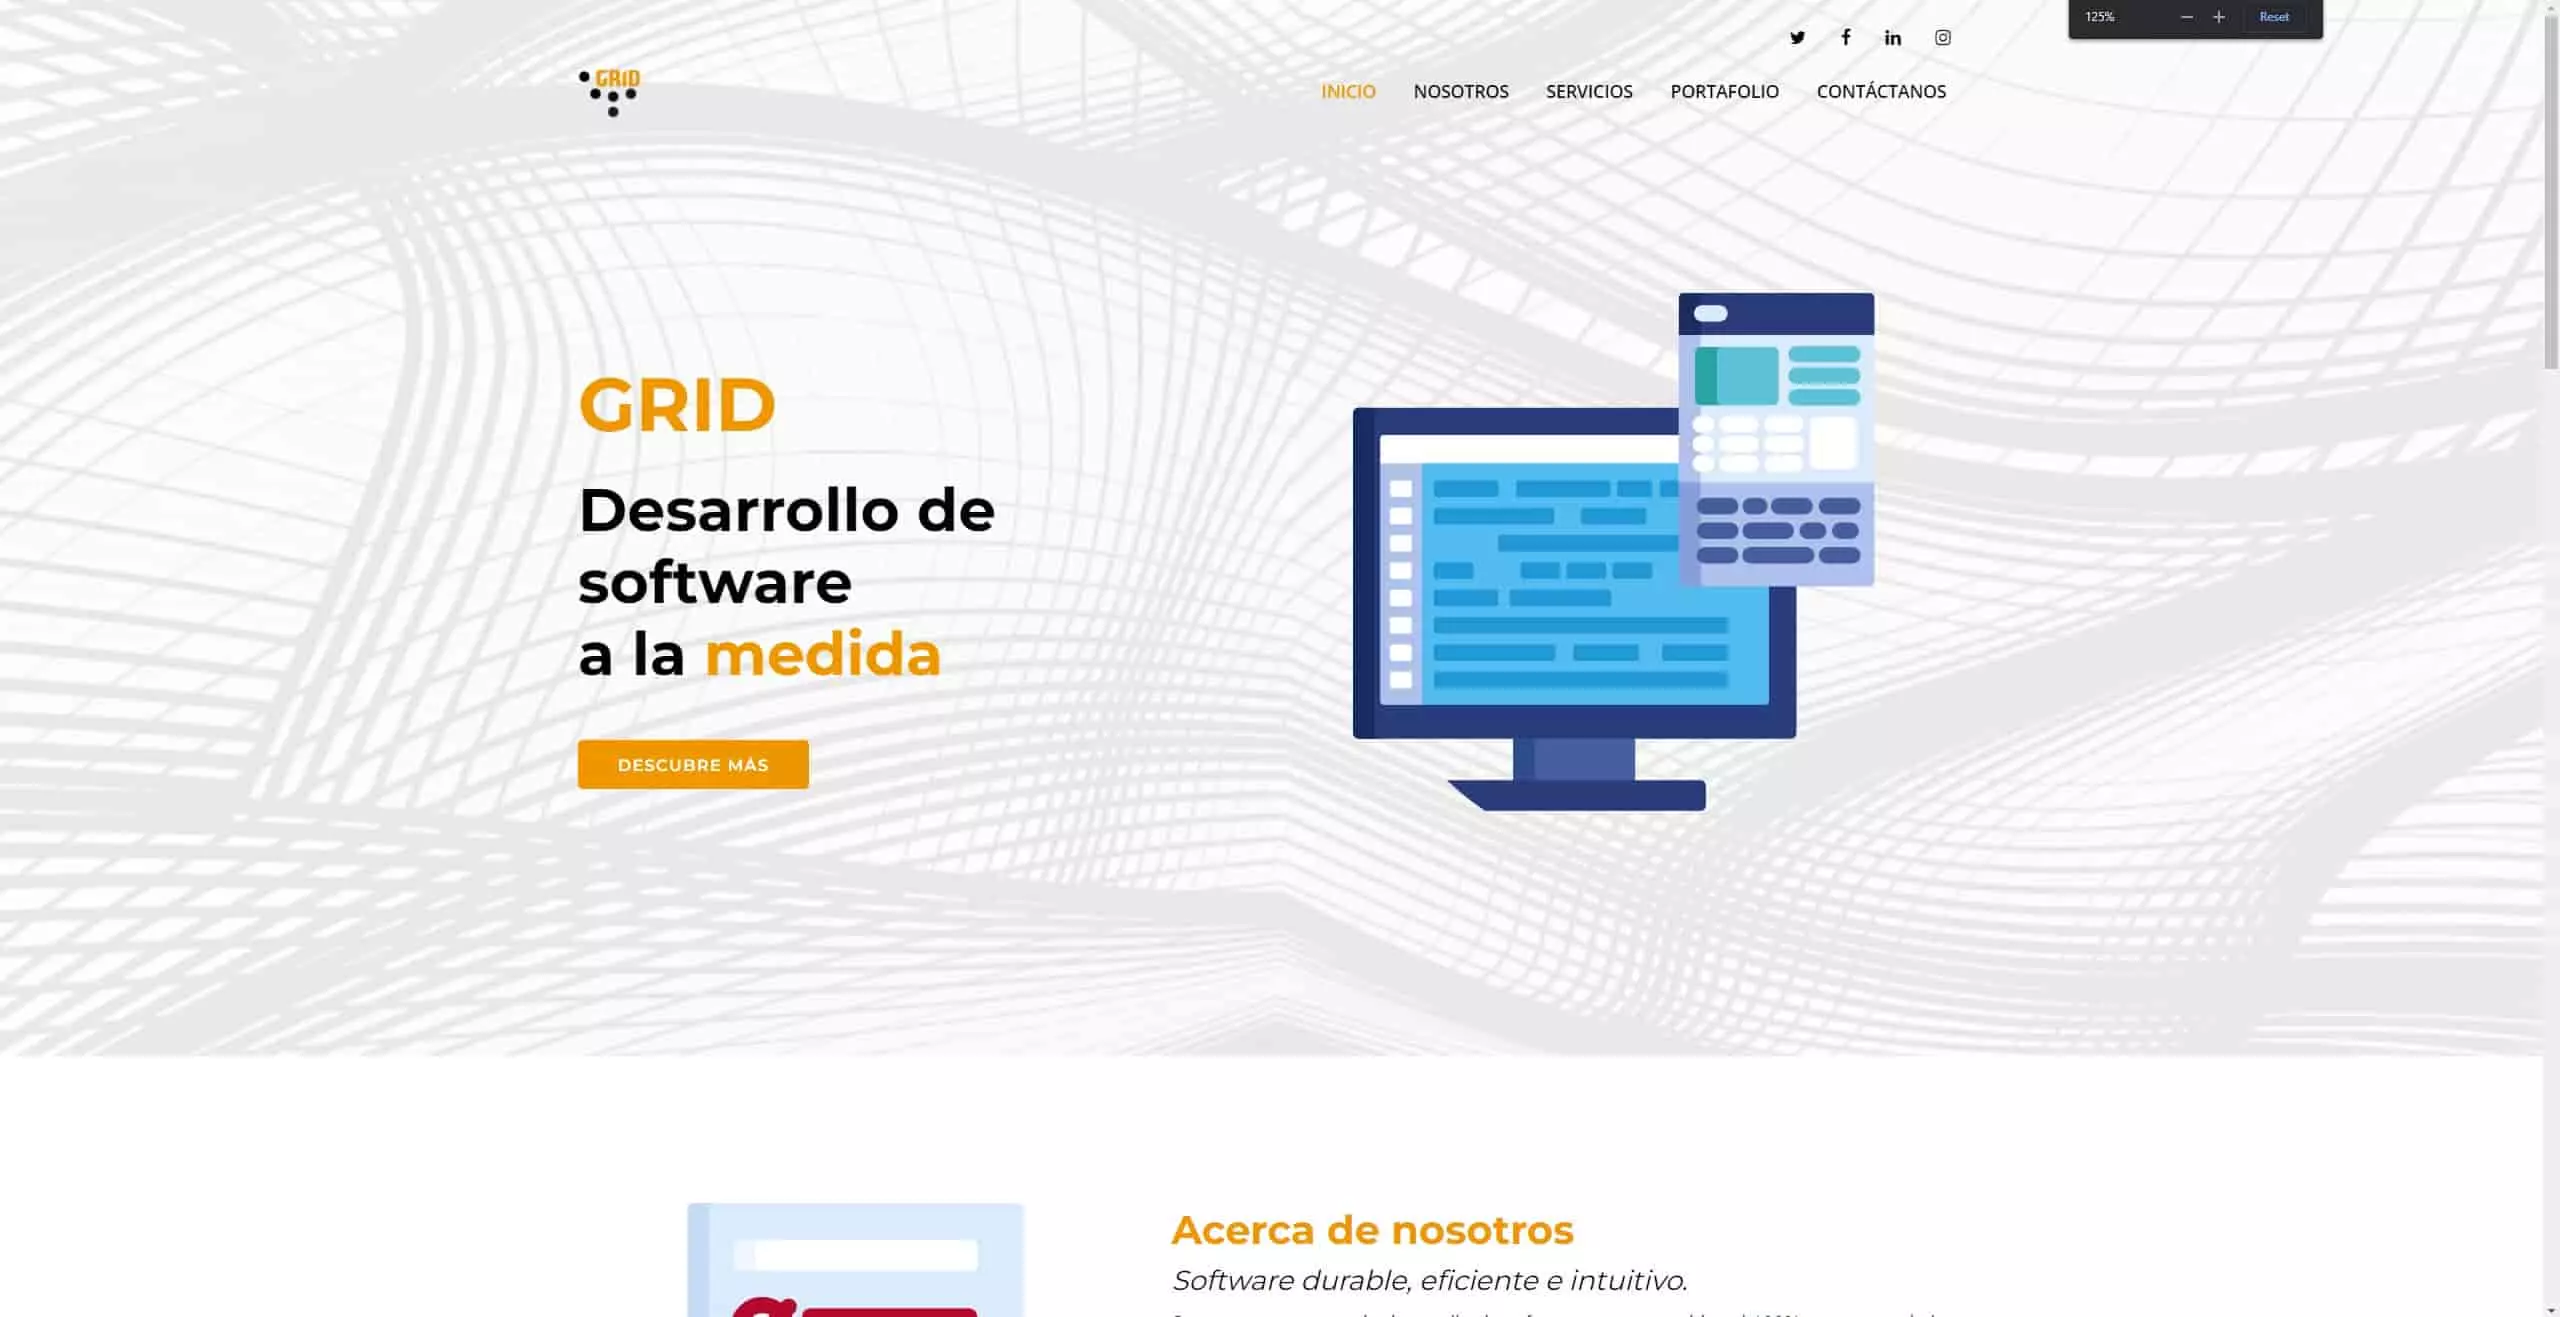 125%
Reset
GRID
INICIO NOSOTROS SERVICIOS PORTAFOLIO CONTÁCTANOS
GRID
Desarrollo de
software
a la medida
DESCUBRE MÁS
Acerca de nosotros
Software durable, eficiente e intuitivo.